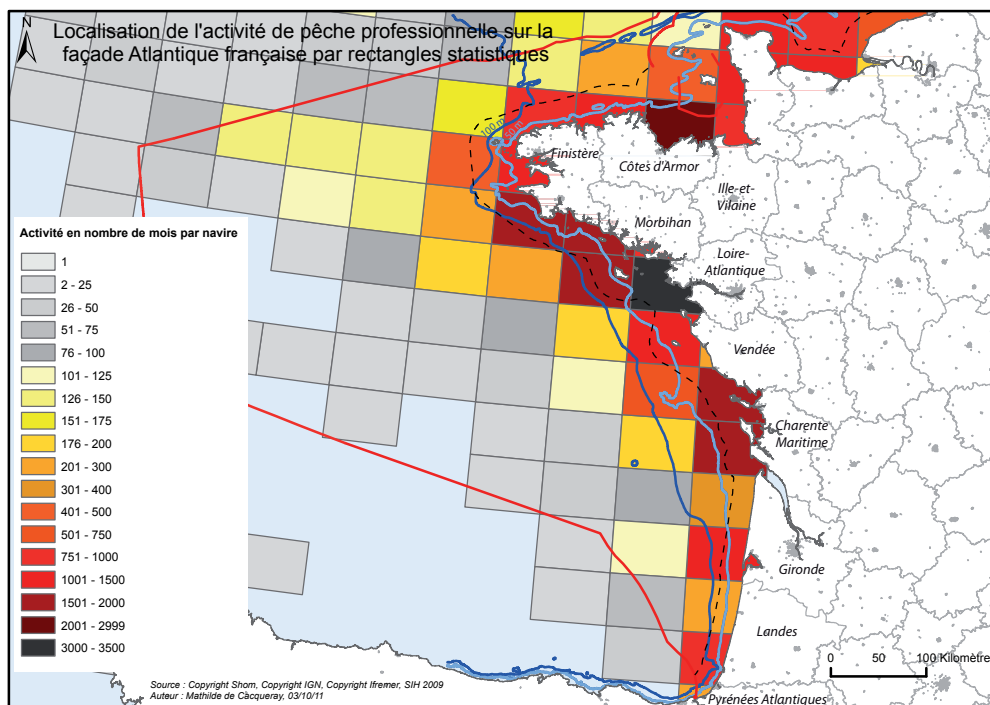 Localisation de l'activité de pêche professionnelle sur la
façade Atlantique française par rectangles statistiques
N
100 m
50 m
Finistère
Côtes d'Armor
Ille-et-
Vilaine
Morbihan
Loire-
Atlantique
Vendée
Charente
Maritime
Gironde
Landes
Pyrénées Atlantiques
Activité en nombre de mois par navire
1
2 - 25
26 - 50
51 - 75
76 - 100
101 - 125
126 - 150
151 - 175
176 - 200
201 - 300
301 - 400
401 - 500
501 - 750
751 - 1000
1001 - 1500
1501 - 2000
2001 - 2999
3000 - 3500
0 50 100 Kilomètre
Source : Copyright Shom, Copyright IGN, Copyright Ifremer, SIH 2009
Auteur : Mathilde de Cacqueray, 03/10/11